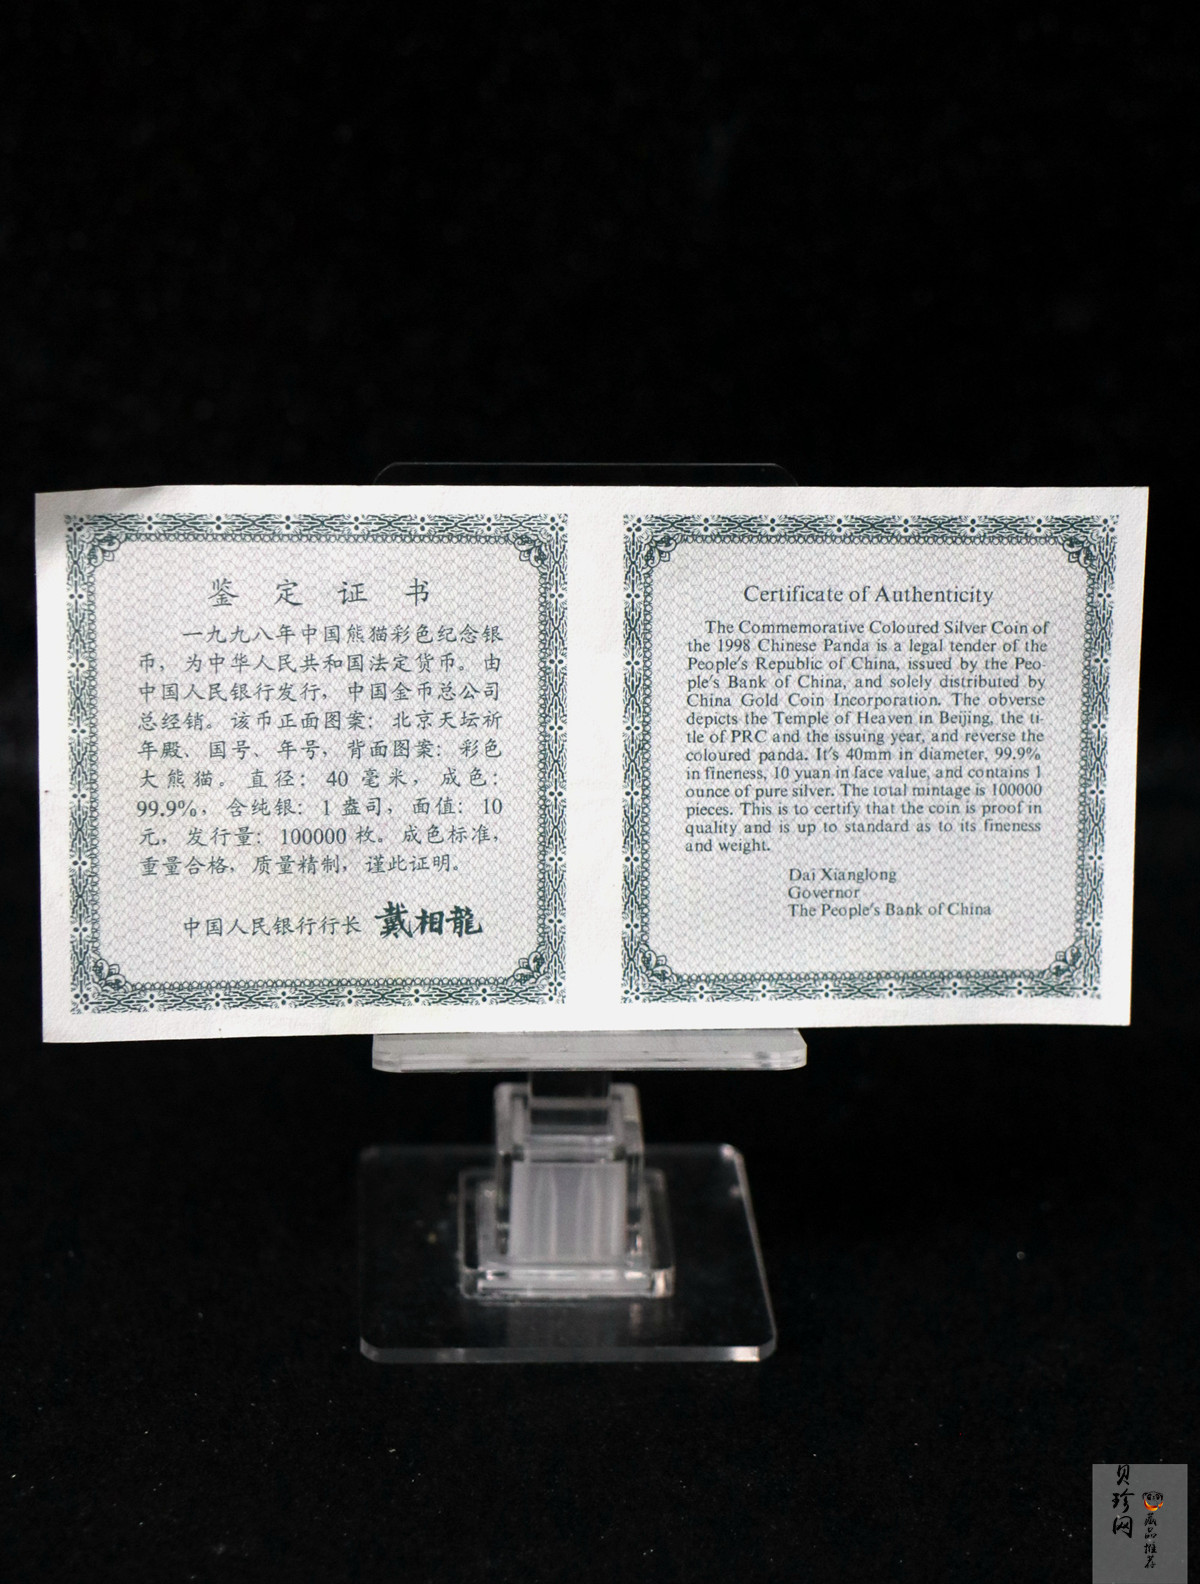 鉴定证书
一九九八年中国熊猫彩色纪念银
币，为中华人民共和国法定货币。由
中国人民银行发行，中国金币总公司
总经销。该币正面图案：北京天坛祈
年殿、国号、年号，背面图案：彩色
大熊猫。直径：40 毫米，成色：
99.9%，含纯银：1 盎司，面值：10
元，发行量：100000 枚。成色标准，
重量合格，质量精制，谨此证明。
中国人民银行行长 戴相龍
Certificate of Authenticity
The Commemorative Coloured Silver Coin of
the 1998 Chinese Panda is a legal tender of the
People's Republic of China, issued by the Peo-
ple's Bank of China, and solely distributed by
China Gold Coin Incorporation. The obverse
depicts the Temple of Heaven in Beijing, the ti-
tle of PRC and the issuing year, and reverse the
coloured panda. It's 40mm in diameter, 99.9%
in fineness, 10 yuan in face value, and contains 1
ounce of pure silver. The total mintage is 100000
pieces. This is to certify that the coin is proof in
quality and is up to standard as to its fineness
and weight.
Dai Xianglong
Governor
The People's Bank of China
贝珍网
藏品推荐